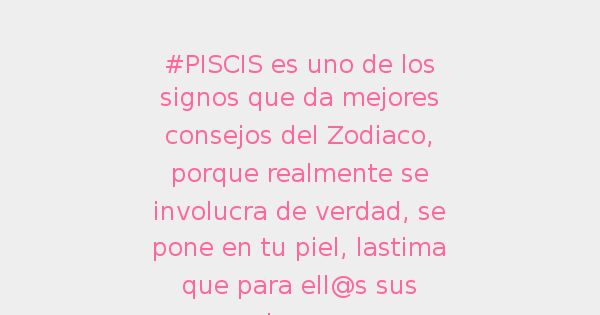 #PISCIS es uno de los
signos que da mejores
consejos del Zodiaco,
porque realmente se
involucra de verdad, se
pone en tu piel, lastima
que para ell@s sus